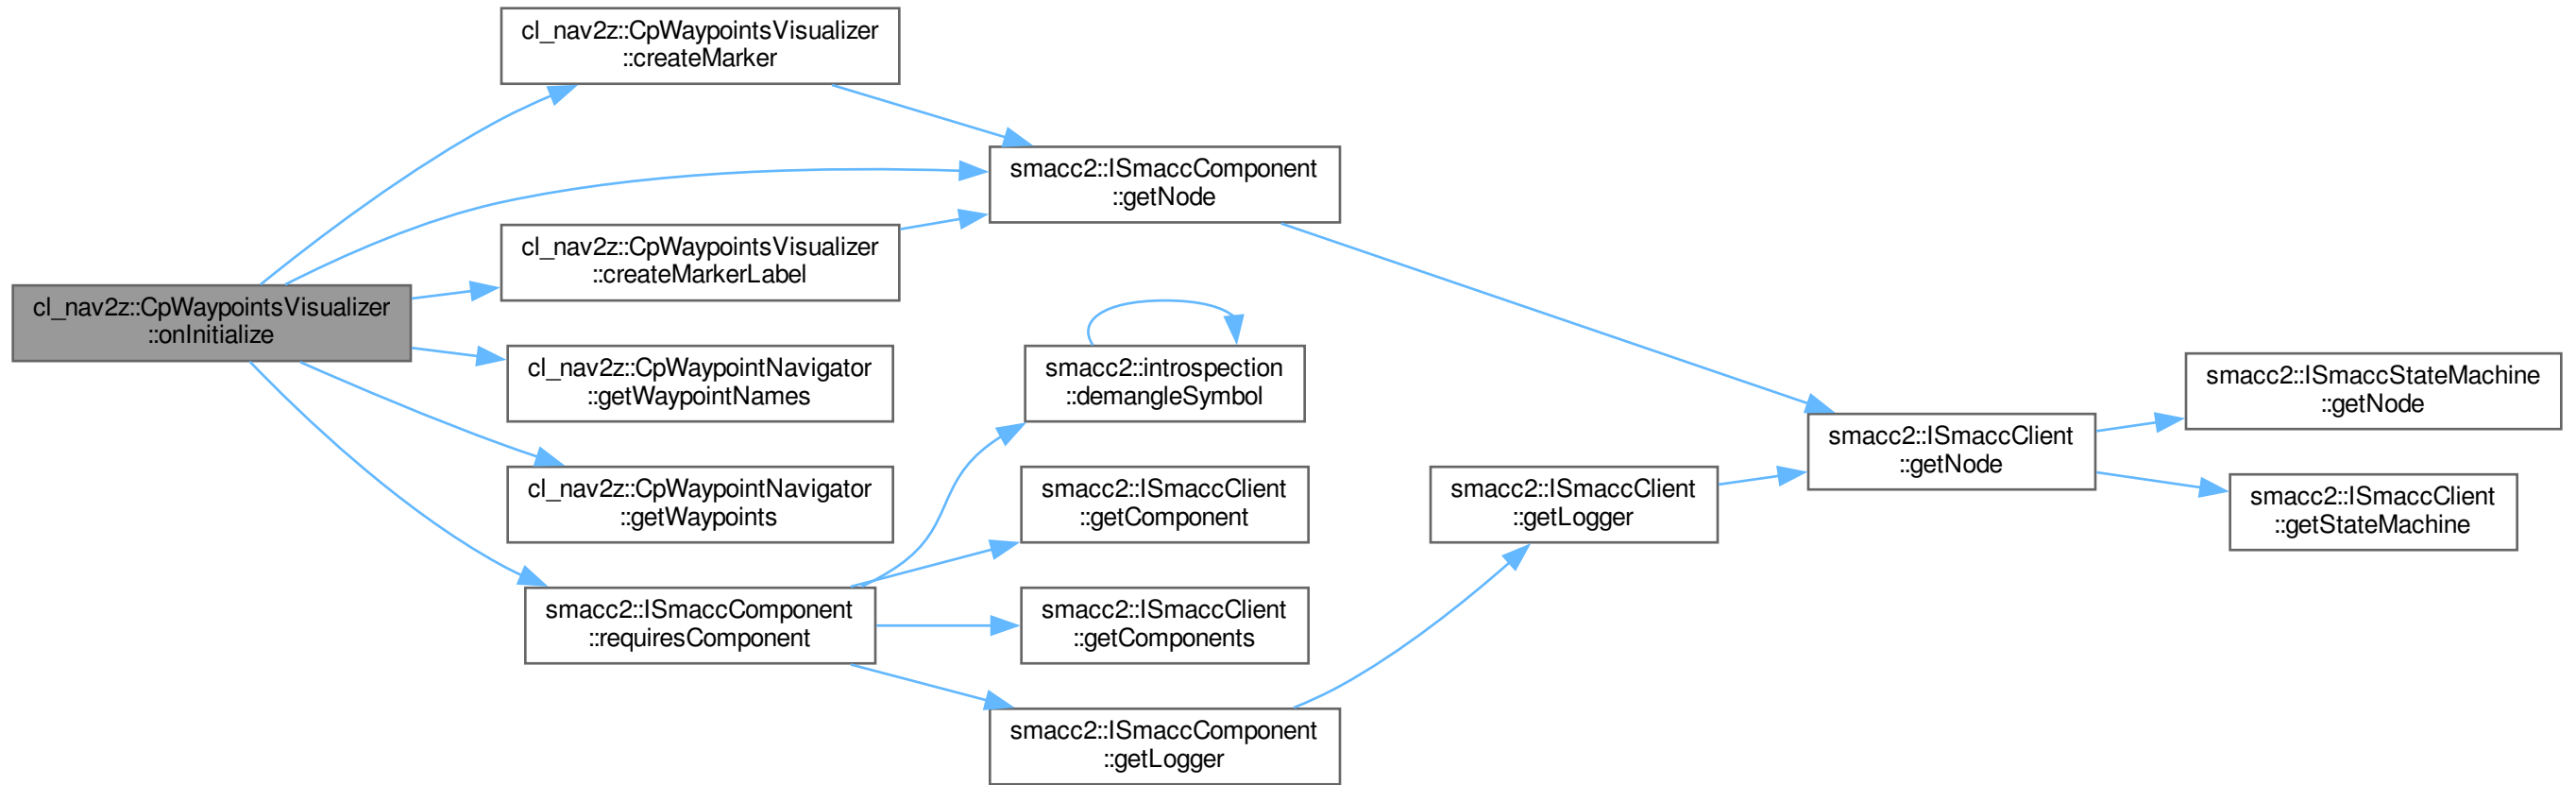 cl_nav2z::CpWaypointsVisualizer
::onInitialize
cl_nav2z::CpWaypointsVisualizer
::createMarker
cl_nav2z::CpWaypointsVisualizer
::createMarkerLabel
cl_nav2z::CpWaypointNavigator
::getWaypointNames
cl_nav2z::CpWaypointNavigator
::getWaypoints
smacc2::ISmaccComponent
::requiresComponent
smacc2::ISmaccComponent
::getNode
smacc2::introspection
::demangleSymbol
smacc2::ISmaccClient
::getComponent
smacc2::ISmaccClient
::getComponents
smacc2::ISmaccComponent
::getLogger
smacc2::ISmaccClient
::getLogger
smacc2::ISmaccClient
::getNode
smacc2::ISmaccStateMachine
::getNode
smacc2::ISmaccClient
::getStateMachine